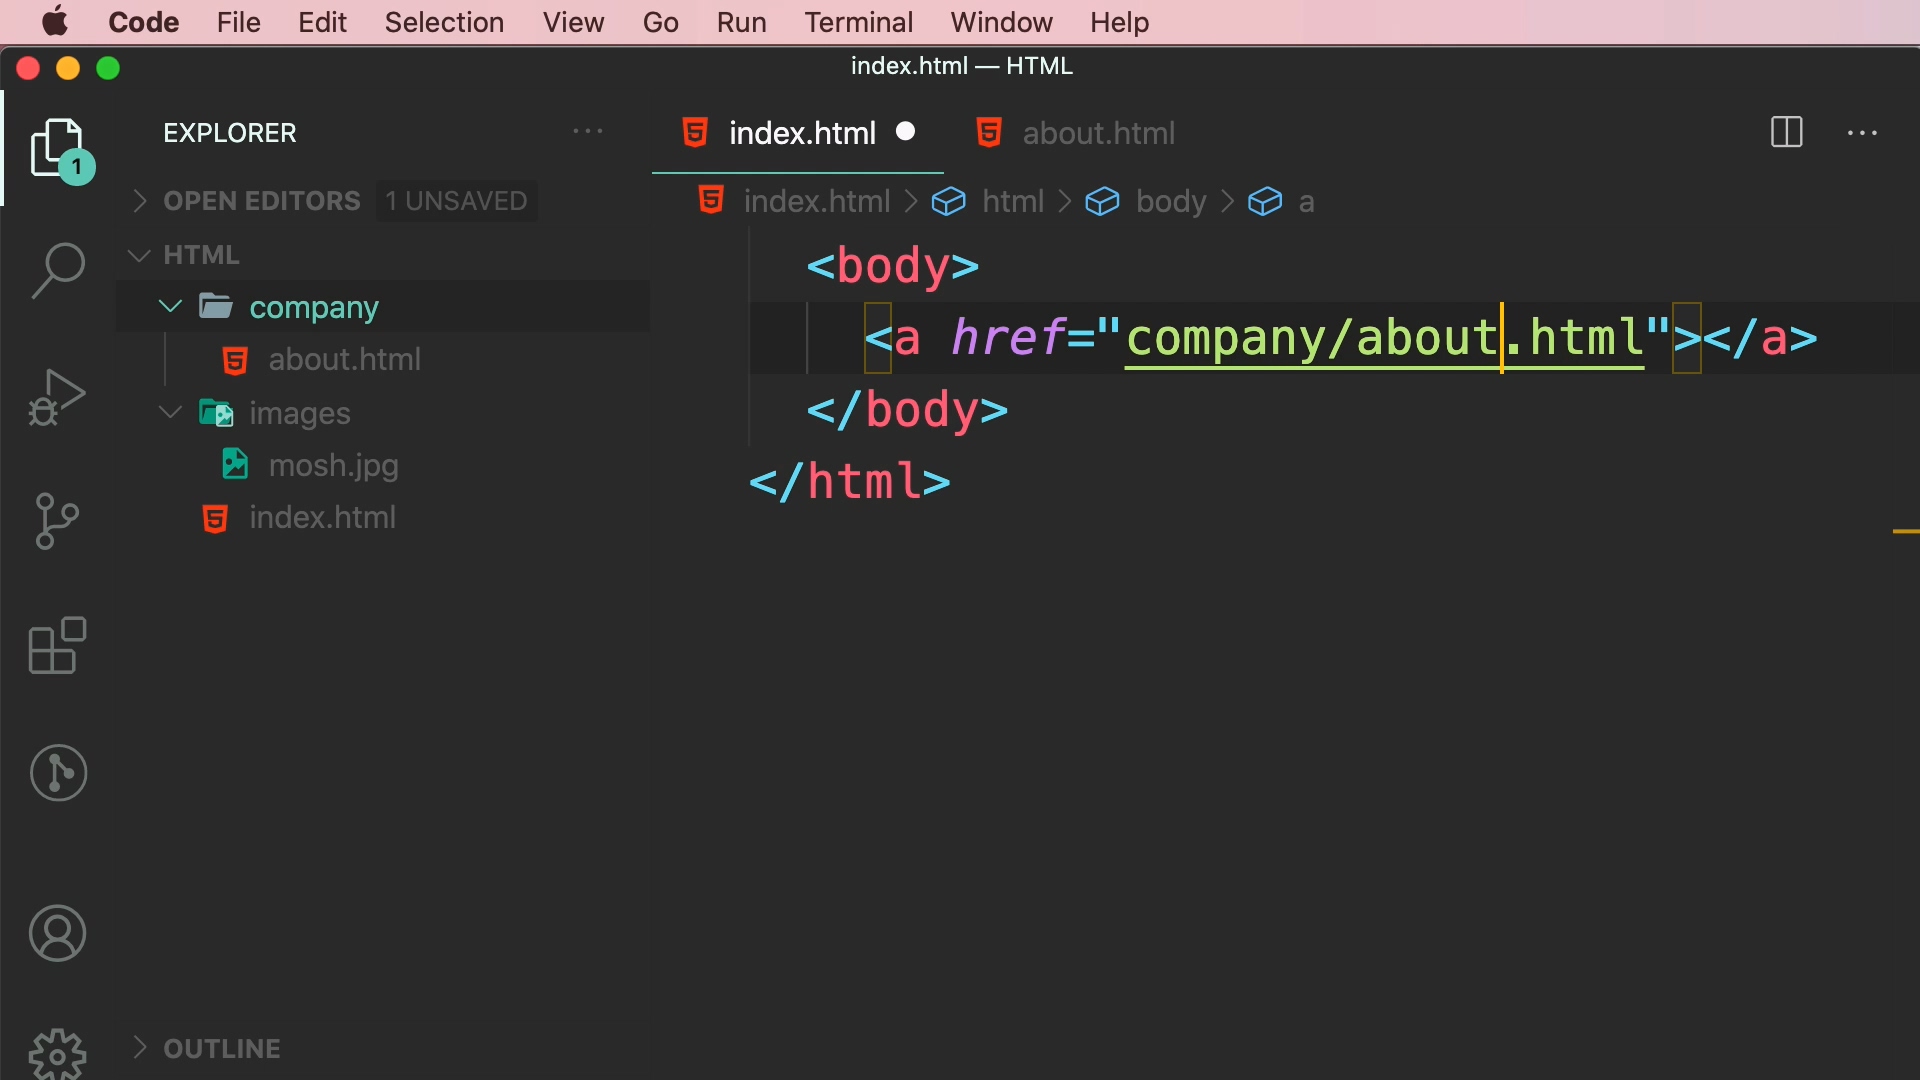 Code File Edit Selection View Go Run Terminal Window Help
index.html — HTML
1
EXPLORER ...
OPEN EDITORS 1 UNSAVED
HTML
company
about.html
images
mosh.jpg
index.html
OUTLINE
index.html about.html ...
index.html > html > body > a
<body>
<a href="company/about.html"></a>
</body>
</html>